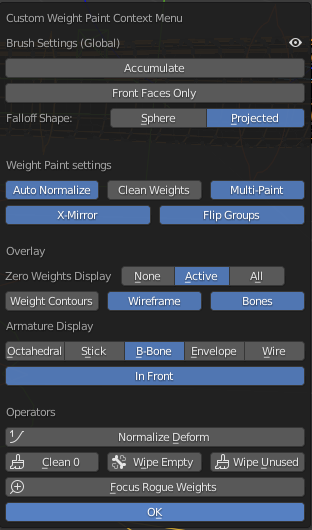 Custom Weight Paint Context Menu
Brush Settings (Global)
Accumulate
Front Faces Only
Falloff Shape: Sphere Projected
Weight Paint settings
Auto Normalize Clean Weights Multi-Paint
X-Mirror Flip Groups
Overlay
Zero Weights Display None Active All
Weight Contours Wireframe Bones
Armature Display
Octahedral Stick B-Bone Envelope Wire
In Front
Operators
Normalize Deform
Clean 0 Wipe Empty Wipe Unused
Focus Rogue Weights
OK